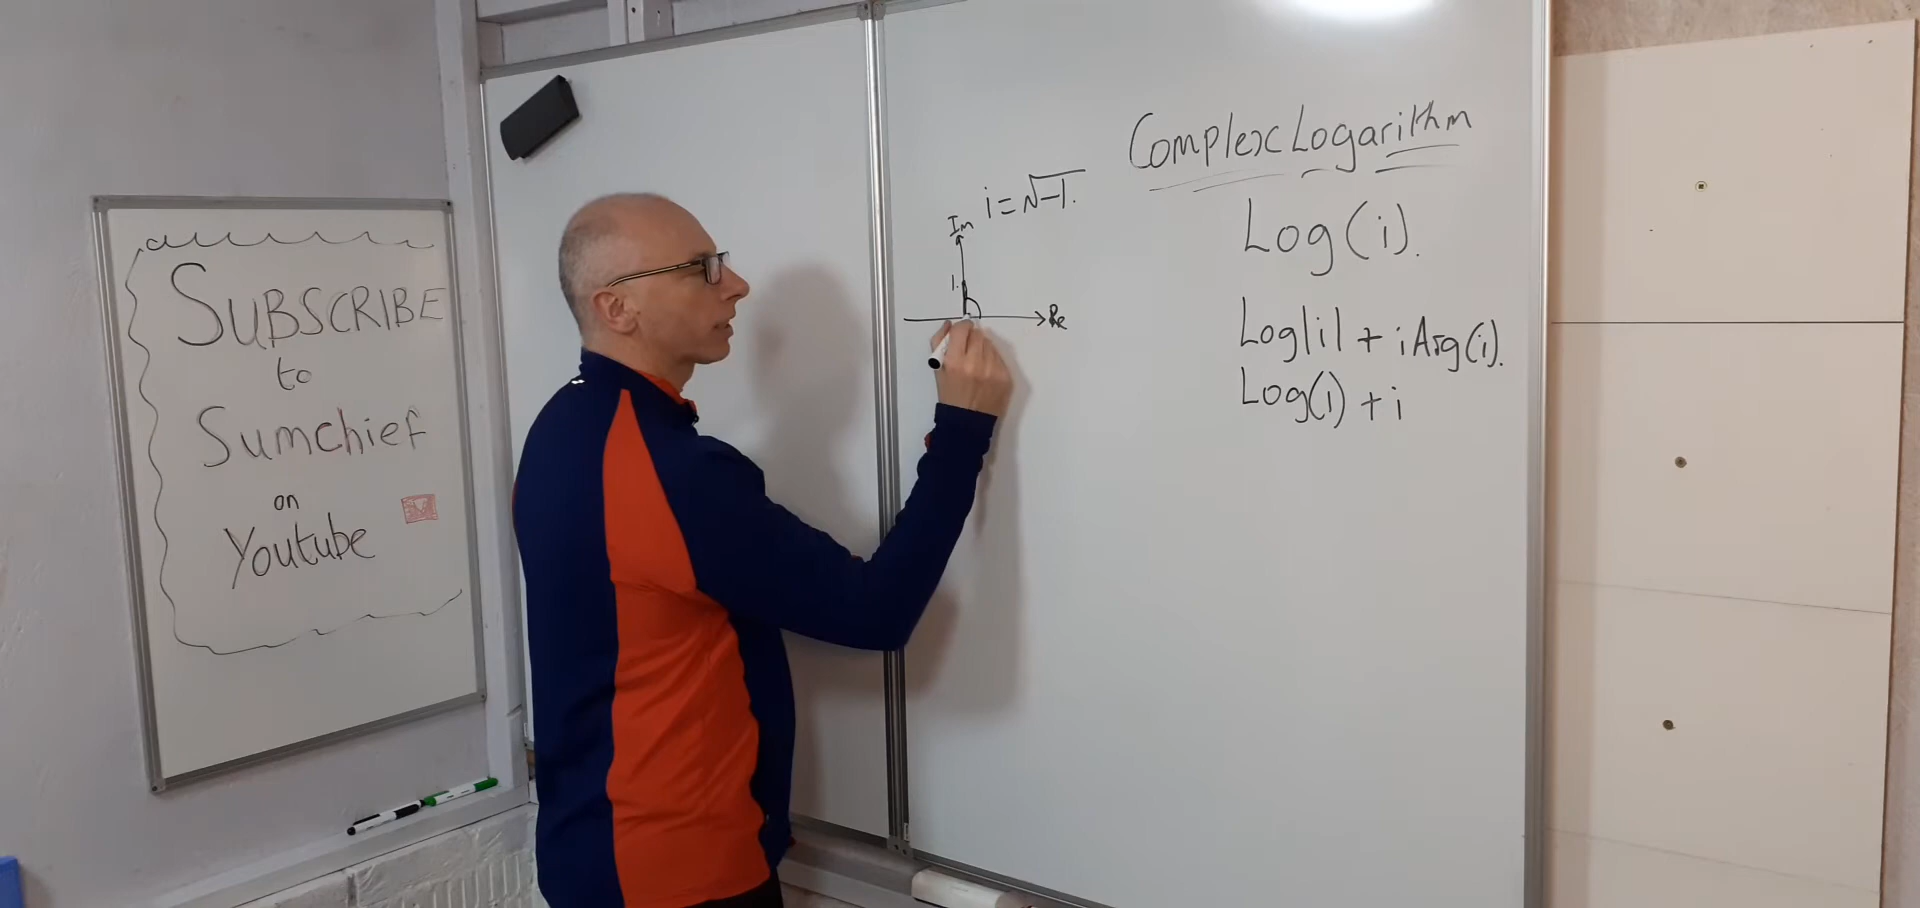 SUBSCRIBE
to
Sumchief
on
Youtube
i=√-1.
Im
1.
Re
Complex Logarithm
Log(i).
Log|i| + iArg(i).
Log(1) + i